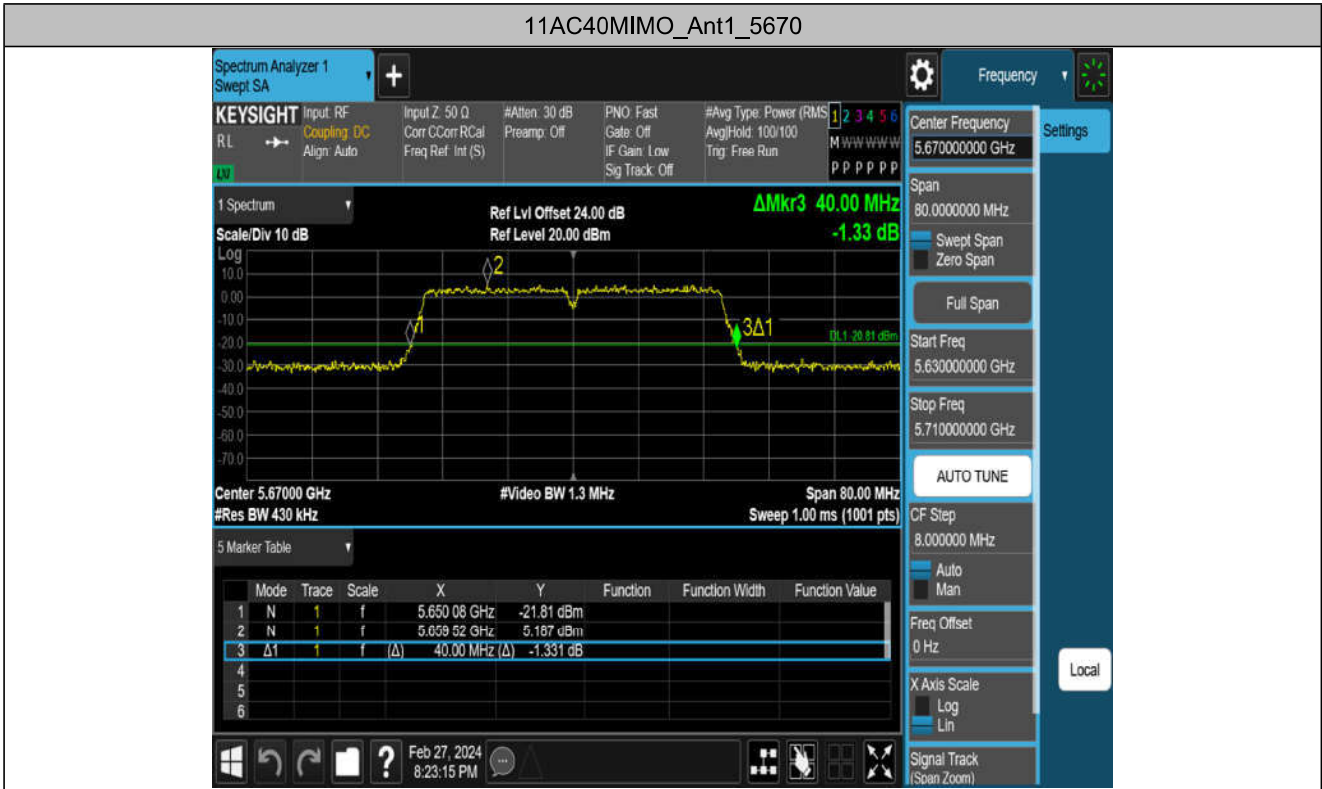 11AC40MIMO_Ant1_5670
Spectrum Analyzer 1
Swept SA
+
Frequency
KEYSIGHT
RL
LXI
Input: RF
Coupling: DC
Align: Auto
Input Z: 50 Ω
Corr CCorr RCal
Freq Ref: Int (S)
#Atten: 30 dB
Preamp: Off
PNO: Fast
Gate: Off
IF Gain: Low
Sig Track: Off
#Avg Type: Power (RMS
Avg|Hold: 100/100
Trig: Free Run
1 2 3 4 5 6
M W W W W W
P P P P P P
1 Spectrum
Scale/Div 10 dB
Ref Lvl Offset 24.00 dB
Ref Level 20.00 dBm
ΔMkr3 40.00 MHz
-1.33 dB
Log
10.0
0.00
-10.0
-20.0
-30.0
-40.0
-50.0
-60.0
-70.0
2
1
3Δ1
DL1 -20.81 dBm
Center 5.67000 GHz
#Video BW 1.3 MHz
Span 80.00 MHz
#Res BW 430 kHz
Sweep 1.00 ms (1001 pts)
5 Marker Table
Mode Trace Scale X Y Function Function Width Function Value
1 N 1 f 5.650 08 GHz -21.81 dBm
2 N 1 f 5.659 52 GHz 5.187 dBm
3 Δ1 1 f (Δ) 40.00 MHz (Δ) -1.331 dB
4
5
6
Feb 27, 2024
8:23:15 PM
?
Center Frequency
5.670000000 GHz
Settings
Span
80.0000000 MHz
Swept Span
Zero Span
Full Span
Start Freq
5.630000000 GHz
Stop Freq
5.710000000 GHz
AUTO TUNE
CF Step
8.000000 MHz
Auto
Man
Freq Offset
0 Hz
X Axis Scale
Log
Lin
Signal Track
(Span Zoom)
Local